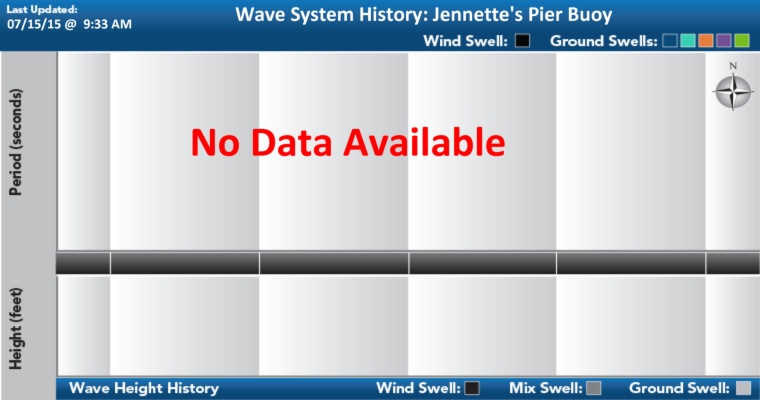 Last Updated:
07/15/15 @ 9:33 AM
Wave System History: Jennette's Pier Buoy
Wind Swell:
Ground Swells:
N
Period (seconds)
No Data Available
Height (feet)
Wave Height History
Wind Swell:
Mix Swell:
Ground Swell: